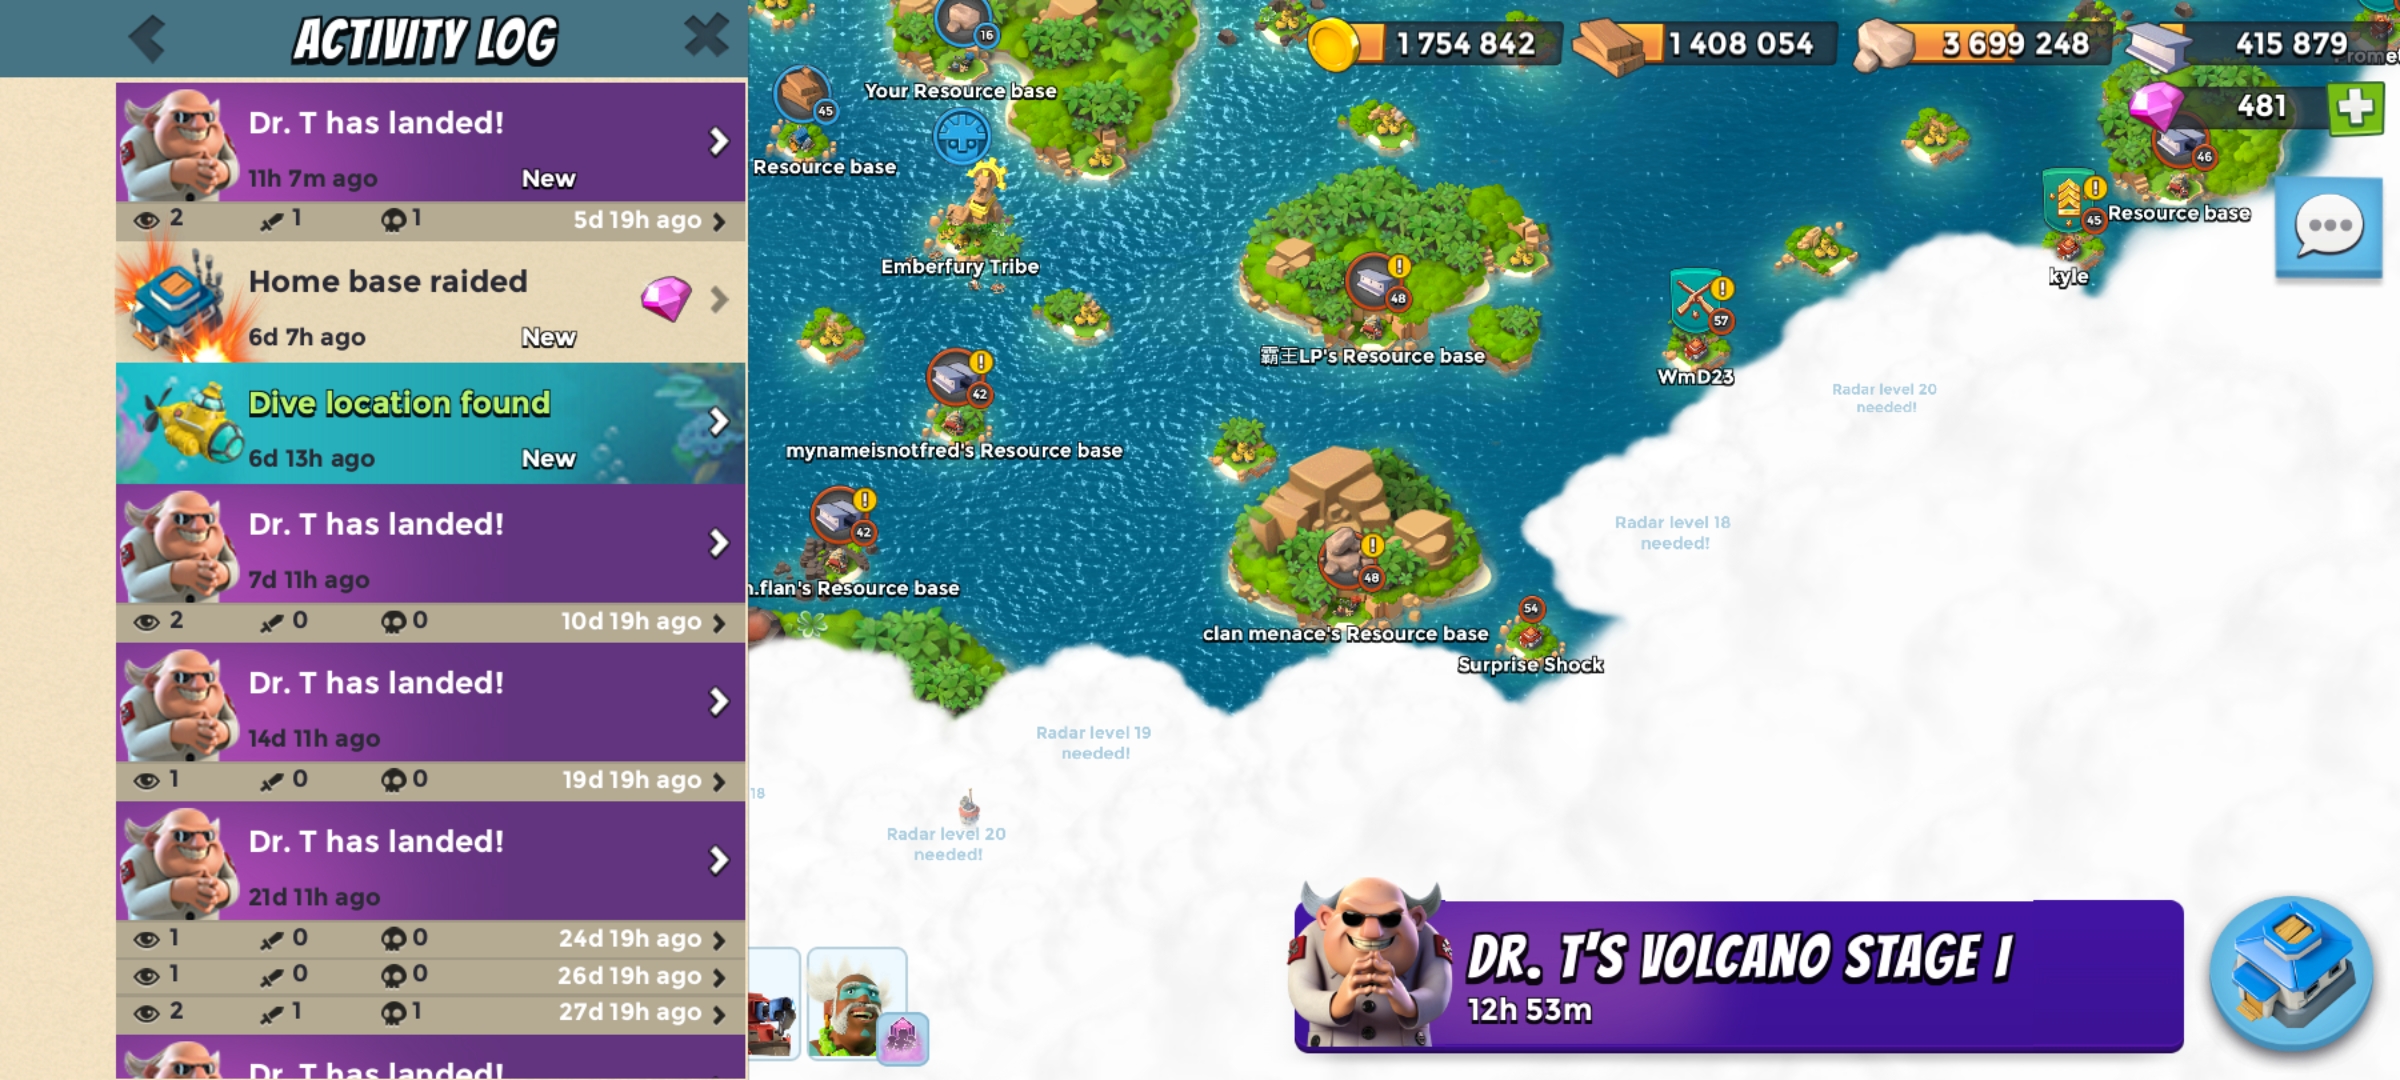 ACTIVITY LOG
Dr. T has landed!
11h 7m ago
New
2
1
1
5d 19h ago
Home base raided
6d 7h ago
New
Dive location found
6d 13h ago
New
Dr. T has landed!
7d 11h ago
2
0
0
10d 19h ago
Dr. T has landed!
14d 11h ago
1
0
0
19d 19h ago
Dr. T has landed!
21d 11h ago
1
0
0
24d 19h ago
1
0
0
26d 19h ago
2
1
1
27d 19h ago
Dr. T has landed!
1 754 842
1 408 054
3 699 248
415 879
481
16
Your Resource base
45
Resource base
Emberfury Tribe
48
霸王LP's Resource base
46
Resource base
45
kyle
57
WmD23
42
mynameisnotfred's Resource base
42
n.flan's Resource base
48
clan menace's Resource base
54
Surprise Shock
Radar level 20
needed!
Radar level 18
needed!
Radar level 19
needed!
18
Radar level 20
needed!
DR. T'S VOLCANO STAGE I
12h 53m